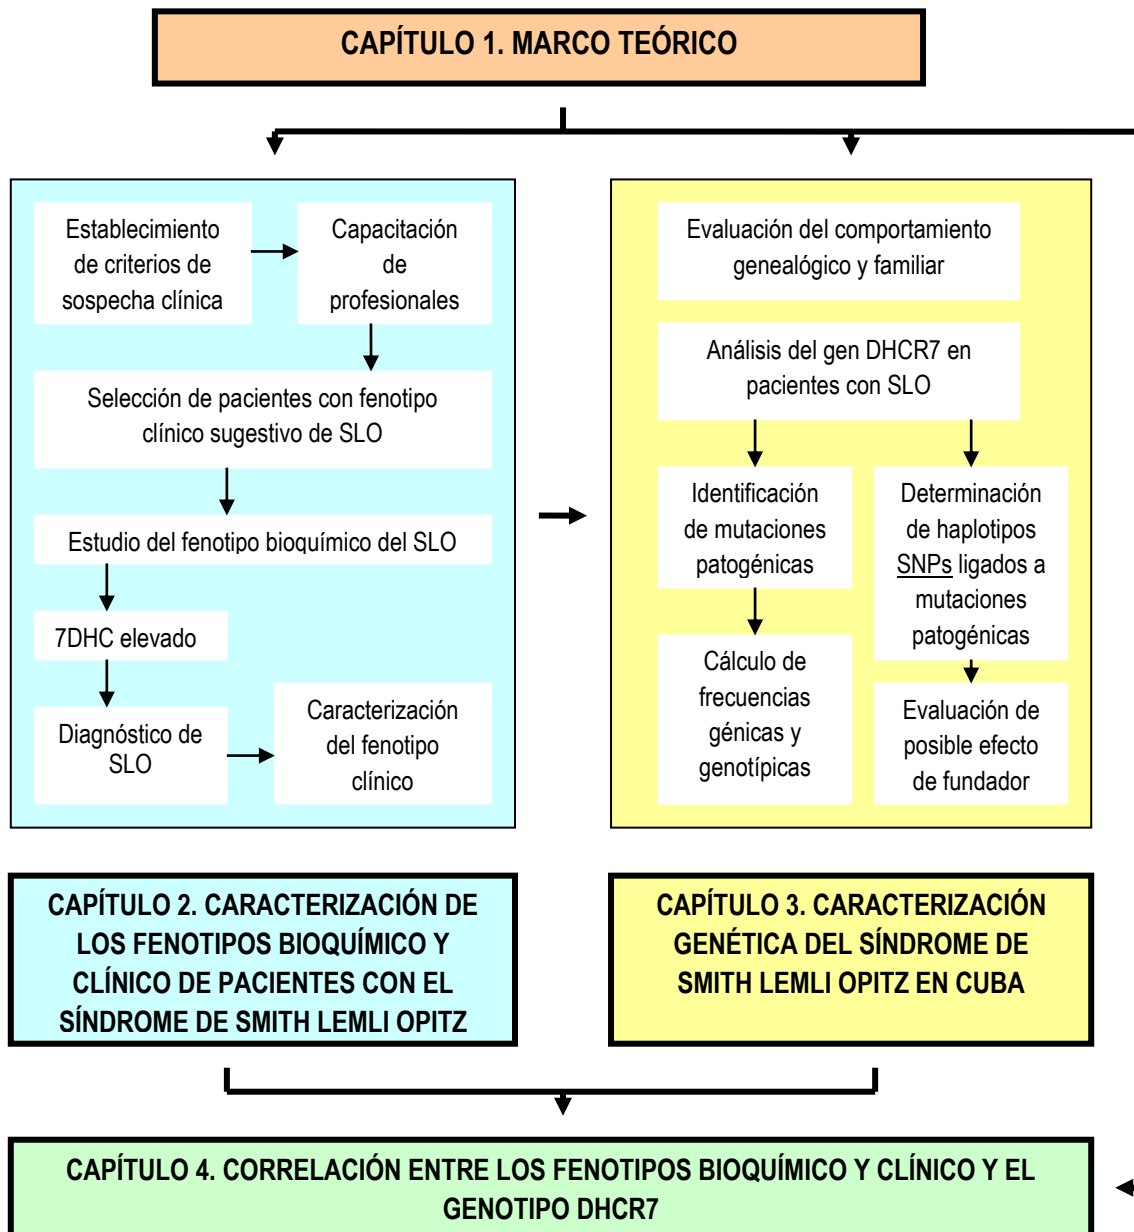 CAPÍTULO 1. MARCO TEÓRICO
Establecimiento
de criterios de
sospecha clínica
Capacitación
de
profesionales
Selección de pacientes con fenotipo
clínico sugestivo de SLO
Estudio del fenotipo bioquímico del SLO
7DHC elevado
Diagnóstico de
SLO
Caracterización
del fenotipo
clínico
Evaluación del comportamiento
genealógico y familiar
Análisis del gen DHCR7 en
pacientes con SLO
Identificación
de mutaciones
patogénicas
Determinación
de haplotipos
SNPs ligados a
mutaciones
patogénicas
Cálculo de
frecuencias
génicas y
genotípicas
Evaluación de
posible efecto
de fundador
CAPÍTULO 2. CARACTERIZACIÓN DE
LOS FENOTIPOS BIOQUÍMICO Y
CLÍNICO DE PACIENTES CON EL
SÍNDROME DE SMITH LEMLI OPITZ
CAPÍTULO 3. CARACTERIZACIÓN
GENÉTICA DEL SÍNDROME DE
SMITH LEMLI OPITZ EN CUBA
CAPÍTULO 4. CORRELACIÓN ENTRE LOS FENOTIPOS BIOQUÍMICO Y CLÍNICO Y EL
GENOTIPO DHCR7